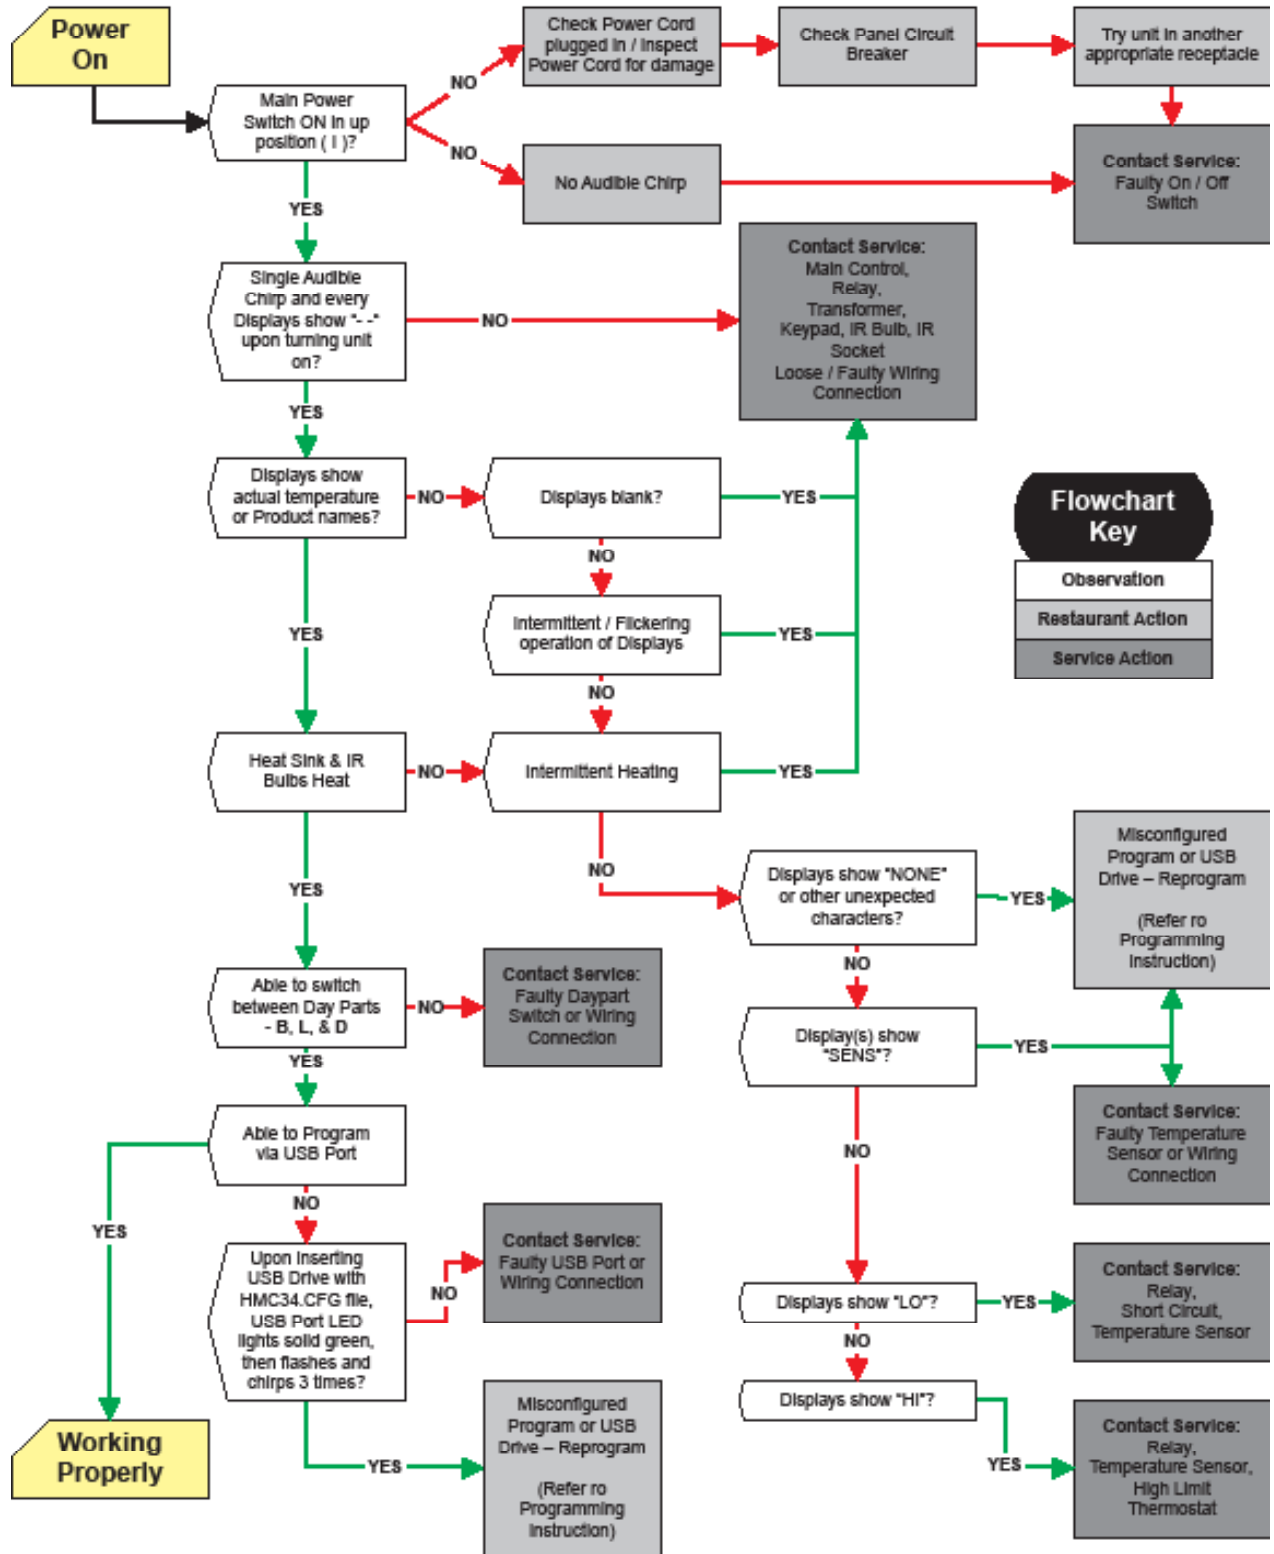 Power
On
Check Power Cord
plugged in / Inspect
Power Cord for damage
Check Panel Circuit
Breaker
Try unit in another
appropriate receptacle
NO
Main Power
Switch ON in up
position ( I )?
NO
No Audible Chirp
Contact Service:
Faulty On / Off
Switch
YES
Single Audible
Chirp and every
Displays show "- -"
upon turning unit
on?
NO
Contact Service:
Main Control,
Relay,
Transformer,
Keypad, IR Bulb, IR
Socket
Loose / Faulty Wiring
Connection
YES
Displays show
actual temperature
or Product names?
NO
Displays blank?
YES
Flowchart
Key
Observation
Restaurant Action
Service Action
NO
YES
Intermittent / Flickering
operation of Displays
YES
NO
Heat Sink & IR
Bulbs Heat
NO
Intermittent Heating
YES
YES
NO
Displays show "NONE"
or other unexpected
characters?
YES
Misconfigured
Program or USB
Drive – Reprogram
(Refer ro
Programming
Instruction)
Able to switch
between Day Parts
- B, L, & D
NO
Contact Service:
Faulty Daypart
Switch or Wiring
Connection
NO
Display(s) show
"SENS"?
YES
YES
Able to Program
via USB Port
Contact Service:
Faulty Temperature
Sensor or Wiring
Connection
NO
NO
YES
Upon Inserting
USB Drive with
HMC34.CFG file,
USB Port LED
lights solid green,
then flashes and
chirps 3 times?
NO
Contact Service:
Faulty USB Port or
Wiring Connection
Displays show "LO"?
YES
Contact Service:
Relay,
Short Circuit,
Temperature Sensor
NO
Displays show "HI"?
YES
Contact Service:
Relay,
Temperature Sensor,
High Limit
Thermostat
Working
Properly
YES
Misconfigured
Program or USB
Drive – Reprogram
(Refer ro
Programming
Instruction)